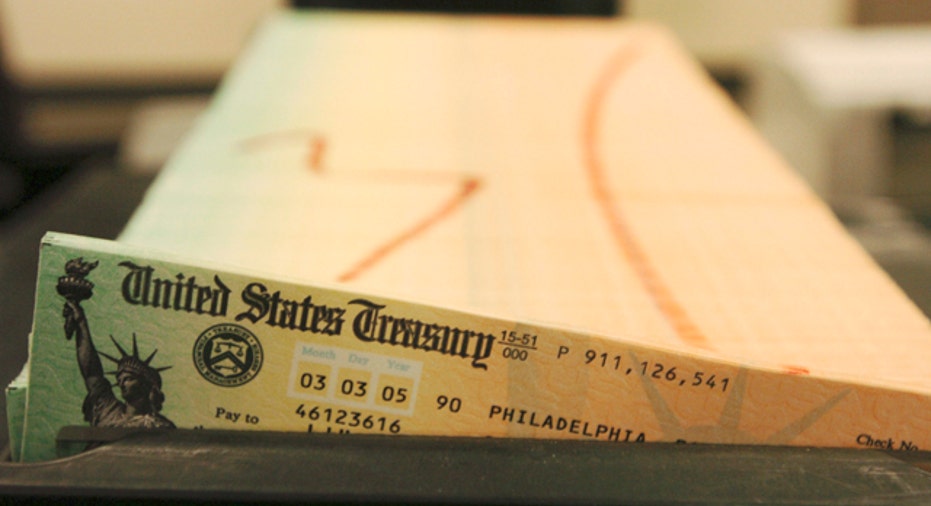 United States Treasury 15-51 P 911,126,541
000
Month Day Year
03 03 05 90 PHILADELPHIA,
Pay to 46123616
Check No.